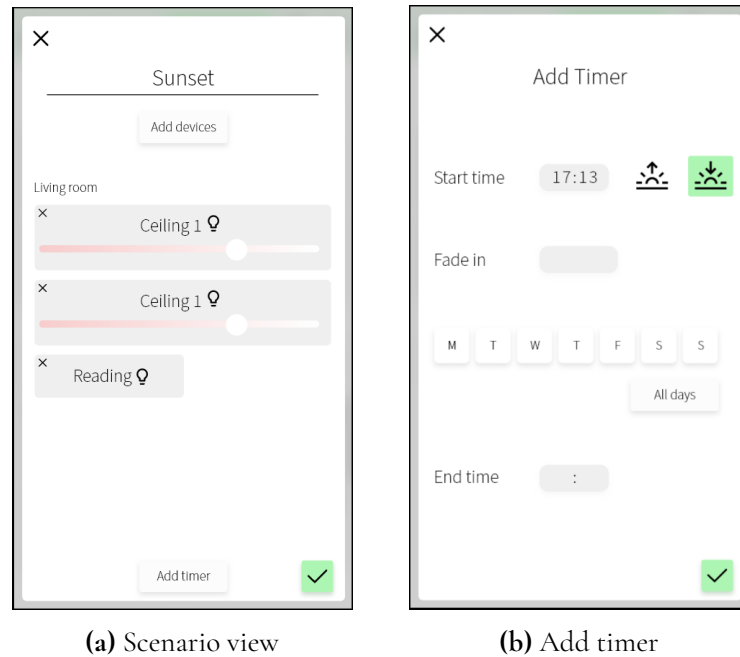 Sunset
Add devices
Living room
Ceiling 1
Ceiling 1
Reading
Add timer
(a) Scenario view
Add Timer
Start time 17:13
Fade in
M T W T F S S
All days
End time :
(b) Add timer